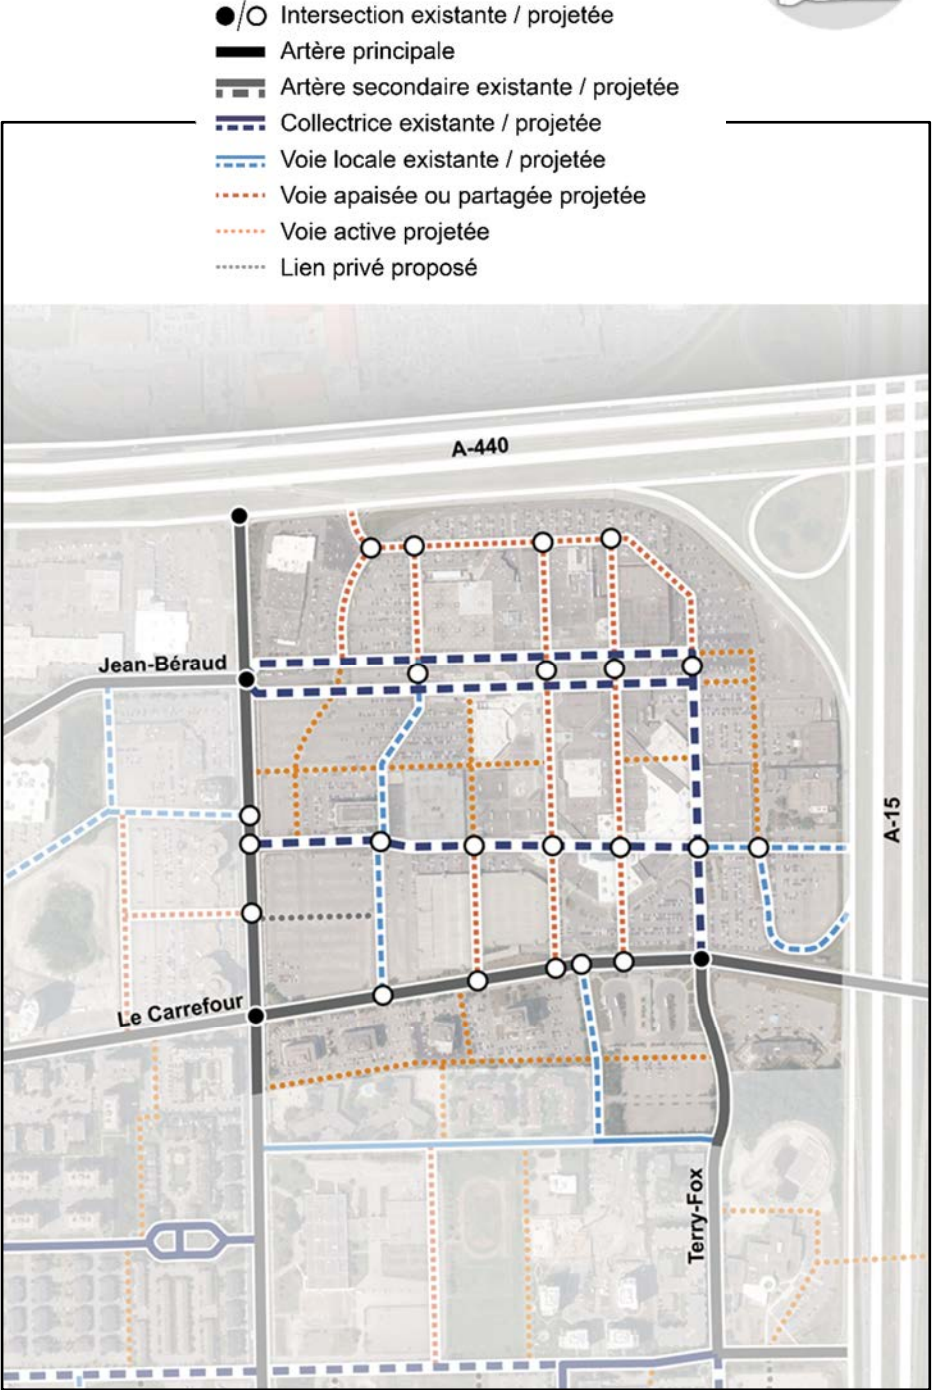 Intersection existante / projetée
Artère principale
Artère secondaire existante / projetée
Collectrice existante / projetée
Voie locale existante / projetée
Voie apaisée ou partagée projetée
Voie active projetée
Lien privé proposé
A-440
Jean-Béraud
A-15
Le Carrefour
Terry-Fox